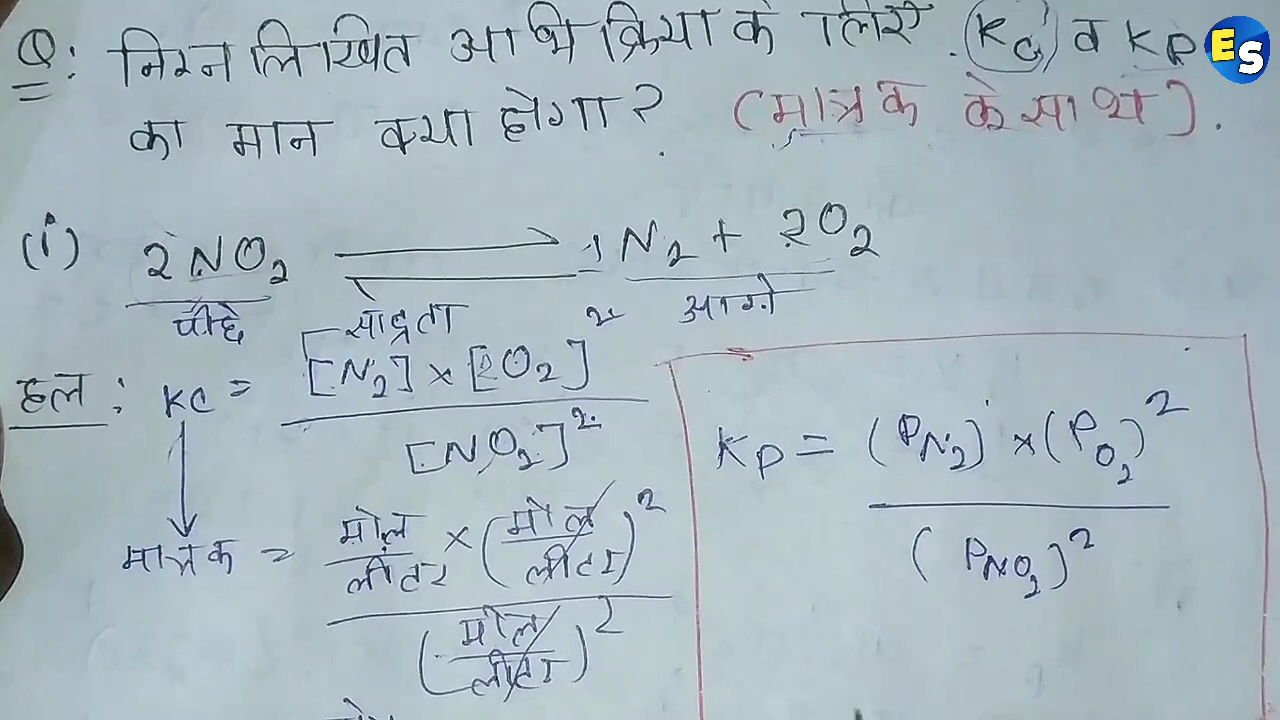 Q: निम्न लिखित अभिक्रिया के लिए Kc व KP
का मान क्या होगा? (मात्रक के साथ).
(i) 2NO₂ ⇌ 1N₂ + 2O₂
पीछे आगे
सांद्रता
हल: KC = [N₂] × [2O₂]²
[NO₂]²
मात्रक = मोल/लीटर × (मोल/लीटर)²
(मोल/लीटर)²
KP = (PN₂) × (PO₂)²
(PNO₂)²
ES